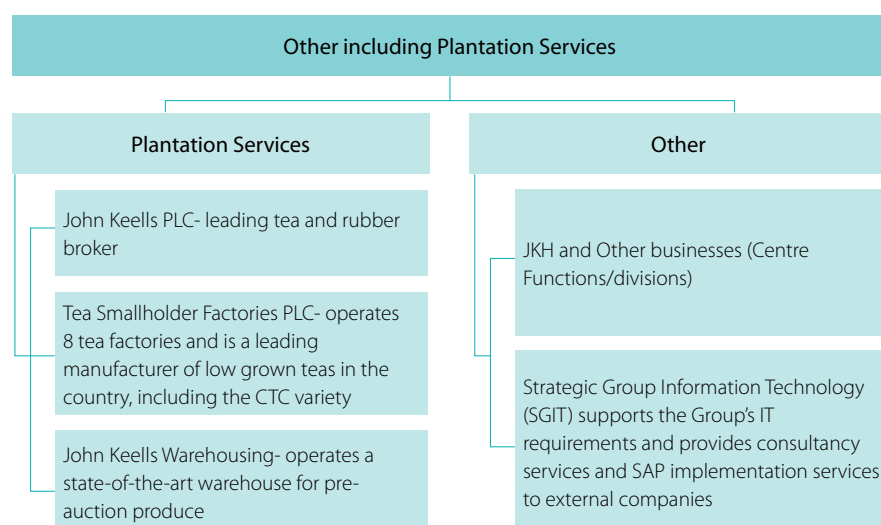 Other including Plantation Services
Plantation Services
John Keells PLC- leading tea and rubber
broker
Tea Smallholder Factories PLC- operates
8 tea factories and is a leading
manufacturer of low grown teas in the
country, including the CTC variety
John Keells Warehousing- operates a
state-of-the-art warehouse for pre-
auction produce
Other
JKH and Other businesses (Centre
Functions/divisions)
Strategic Group Information Technology
(SGIT) supports the Group’s IT
requirements and provides consultancy
services and SAP implementation services
to external companies